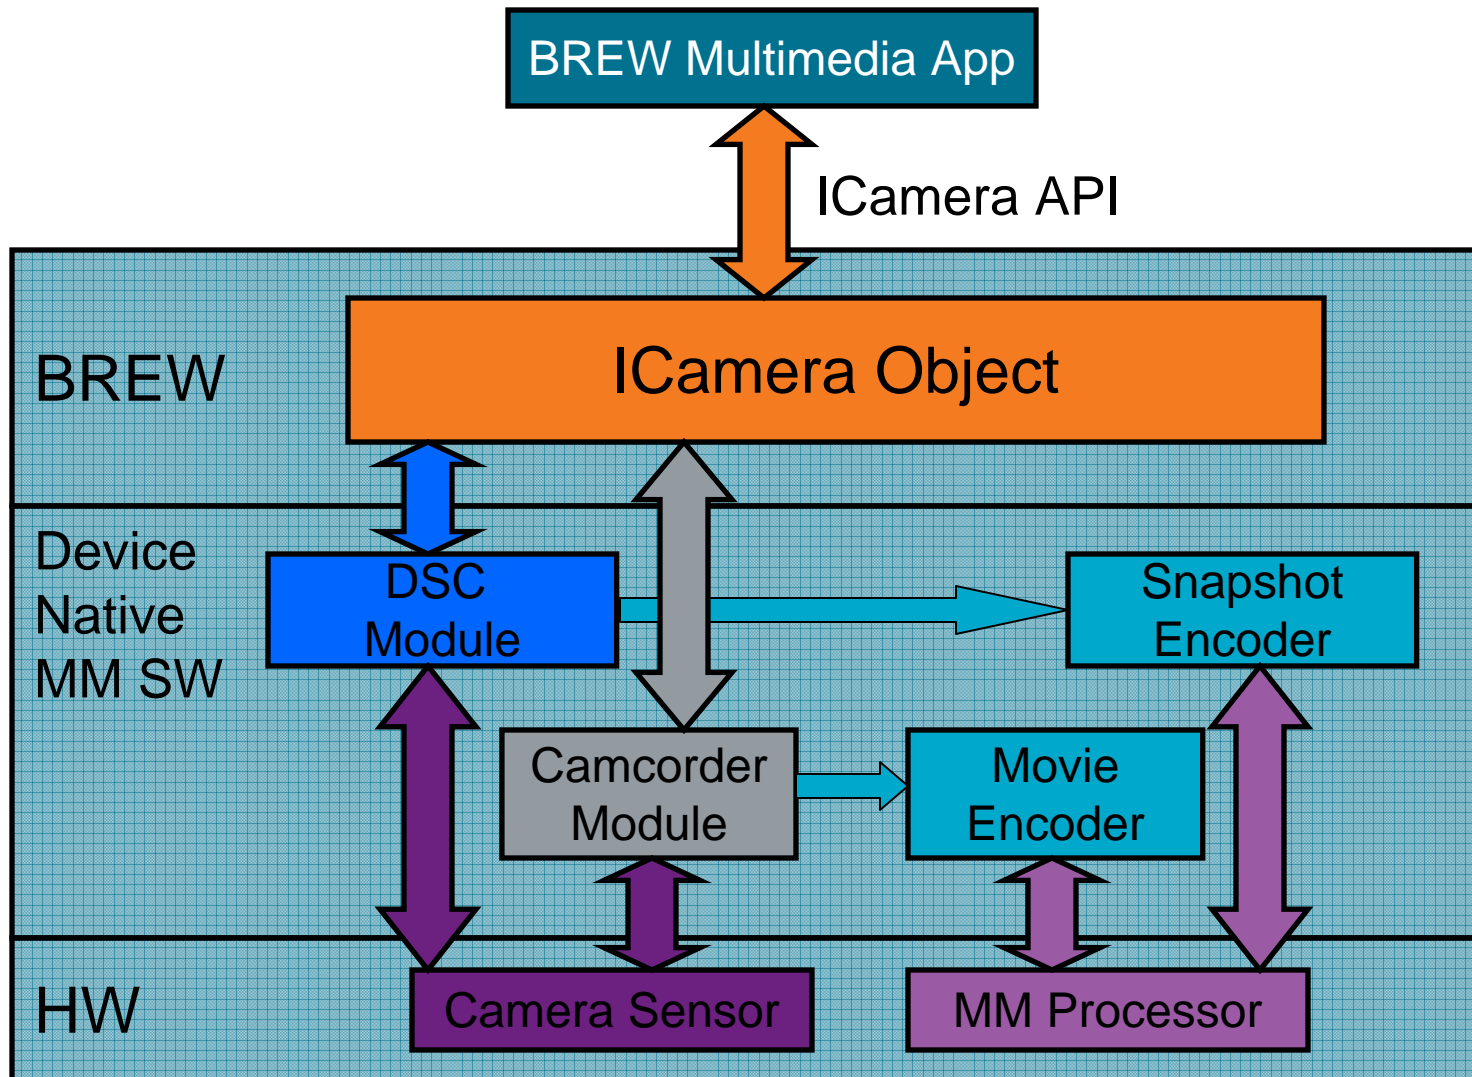 BREW Multimedia App
ICamera API
BREW
ICamera Object
Device
Native
MM SW
DSC
Module
Snapshot
Encoder
Camcorder
Module
Movie
Encoder
HW
Camera Sensor
MM Processor